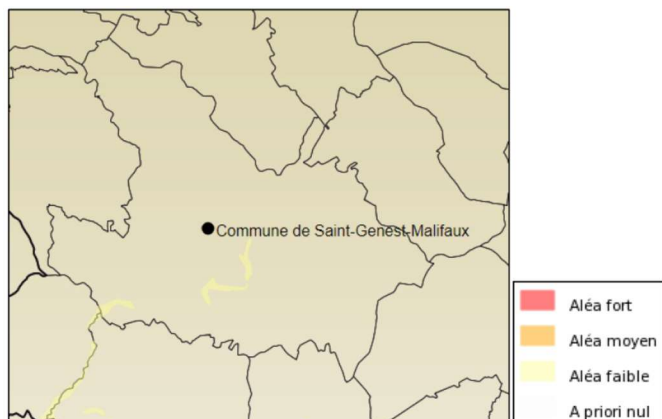 Commune de Saint-Genest-Malifaux
Aléa fort
Aléa moyen
Aléa faible
A priori nul